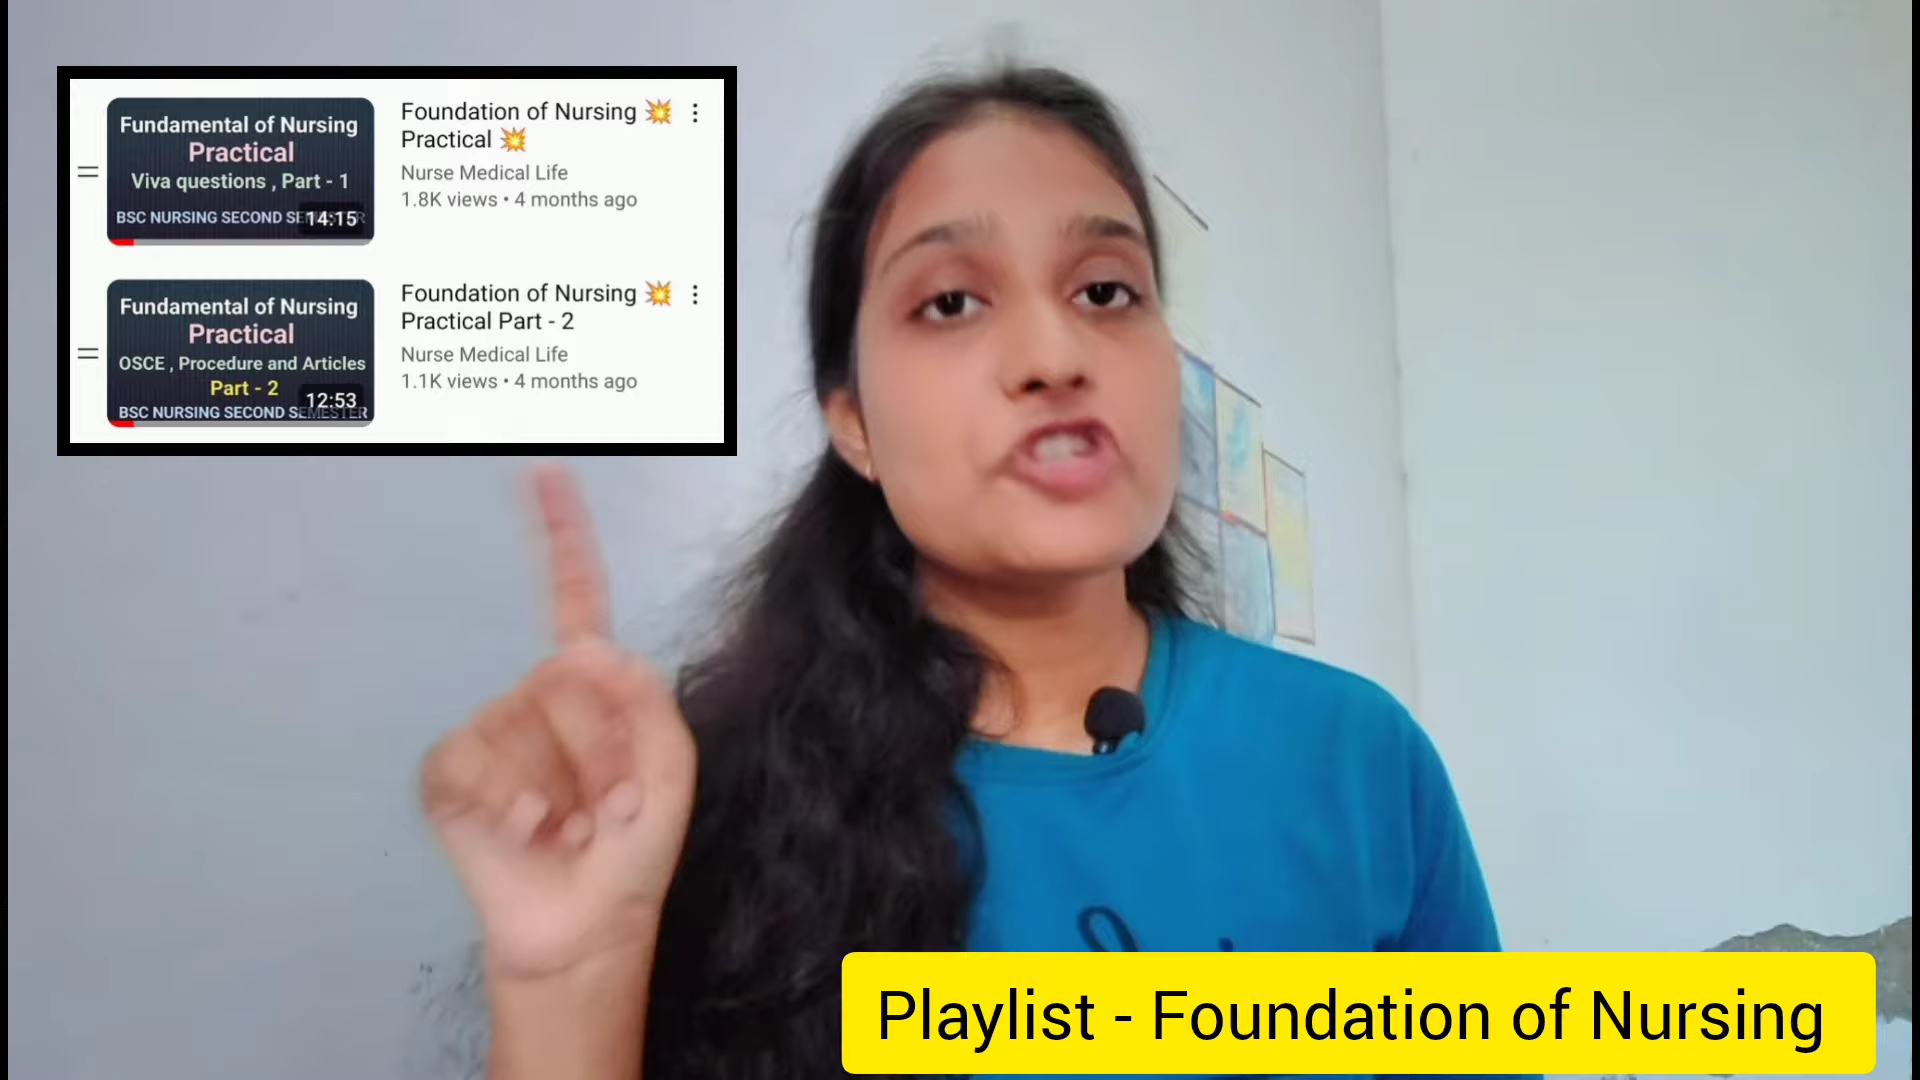 Fundamental of Nursing
Practical
Viva questions , Part - 1
BSC NURSING SECOND SEMESTER
14:15
Foundation of Nursing 💥
Practical 💥
Nurse Medical Life
1.8K views • 4 months ago
Fundamental of Nursing
Practical
OSCE , Procedure and Articles
Part - 2
12:53
BSC NURSING SECOND SEMESTER
Foundation of Nursing 💥
Practical Part - 2
Nurse Medical Life
1.1K views • 4 months ago
Playlist - Foundation of Nursing